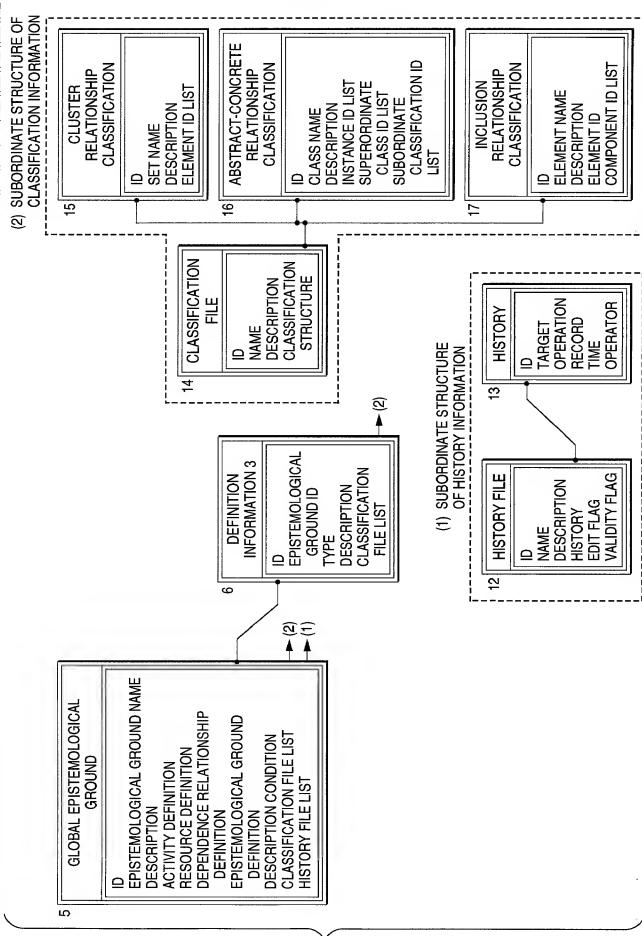 5
GLOBAL EPISTEMOLOGICAL
GROUND
ID
EPISTEMOLOGICAL GROUND NAME
DESCRIPTION
ACTIVITY DEFINITION
RESOURCE DEFINITION
DEPENDENCE RELATIONSHIP
DEFINITION
EPISTEMOLOGICAL GROUND
DEFINITION
DESCRIPTION CONDITION
CLASSIFICATION FILE LIST
HISTORY FILE LIST
(2)
(1)
6
DEFINITION
INFORMATION 3
ID
EPISTEMOLOGICAL
GROUND ID
TYPE
DESCRIPTION
CLASSIFICATION
FILE LIST
(2)
(2) SUBORDINATE STRUCTURE OF
CLASSIFICATION INFORMATION
14
CLASSIFICATION
FILE
ID
NAME
DESCRIPTION
CLASSIFICATION
STRUCTURE
15
CLUSTER
RELATIONSHIP
CLASSIFICATION
ID
SET NAME
DESCRIPTION
ELEMENT ID LIST
16
ABSTRACT-CONCRETE
RELATIONSHIP
CLASSIFICATION
ID
CLASS NAME
DESCRIPTION
INSTANCE ID LIST
SUPERORDINATE
CLASS ID LIST
SUBORDINATE
CLASSIFICATION ID
LIST
17
INCLUSION
RELATIONSHIP
CLASSIFICATION
ID
ELEMENT NAME
DESCRIPTION
ELEMENT ID
COMPONENT ID LIST
(1) SUBORDINATE STRUCTURE
OF HISTORY INFORMATION
12
HISTORY FILE
ID
NAME
DESCRIPTION
HISTORY
EDIT FLAG
VALIDITY FLAG
13
HISTORY
ID
TARGET
OPERATION
RECORD
TIME
OPERATOR